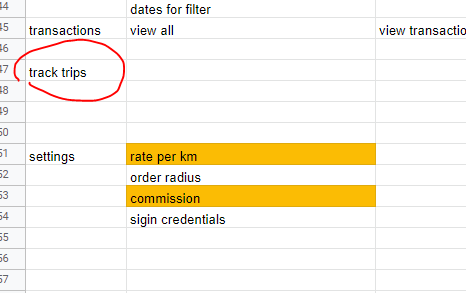 44 dates for filter
45 transactions view all view transactio
46
47 track trips
48
49
50
51 settings rate per km
52 order radius
53 commission
54 sigin credentials
55
56
57